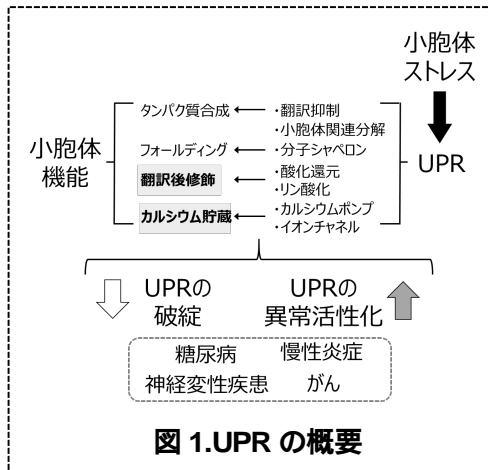 小胞体
ストレス
タンパク質合成
・翻訳抑制
・小胞体関連分解
小胞体
機能
フォールディング
・分子シャペロン
UPR
翻訳後修飾
・酸化還元
・リン酸化
カルシウム貯蔵
・カルシウムポンプ
・イオンチャネル
UPRの
破綻
UPRの
異常活性化
糖尿病
慢性炎症
神経変性疾患
がん
図 1.UPR の概要